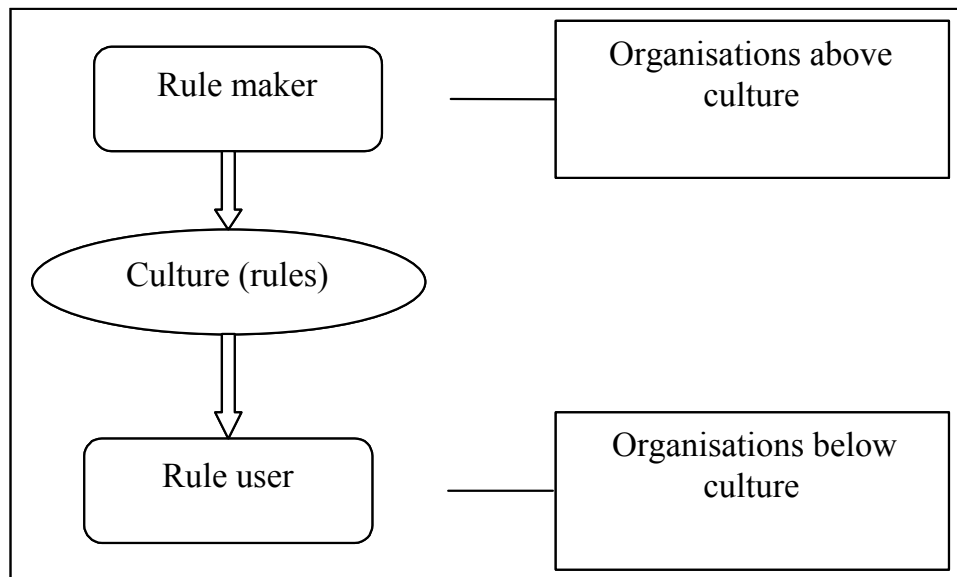 Rule maker
Organisations above
culture
Culture (rules)
Rule user
Organisations below
culture